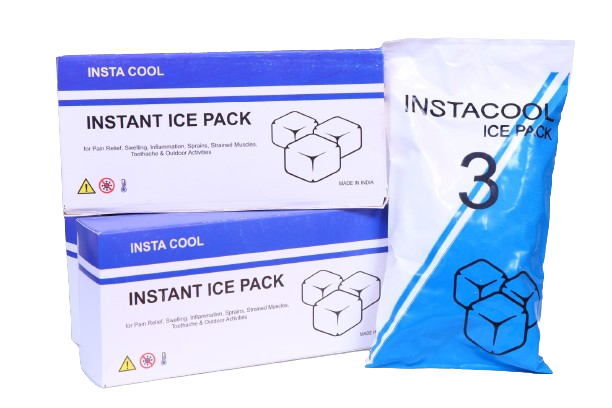 INSTA COOL
INSTANT ICE PACK
for Pain Relief, Swelling, Inflammation, Sprains, Strained Muscles,
Toothache & Outdoor Activities
MADE IN INDIA
INSTA COOL
INSTANT ICE PACK
for Pain Relief, Swelling, Inflammation, Sprains, Strained Muscles,
Toothache & Outdoor Activities
MADE IN
INSTACOOL
ICE PACK
3